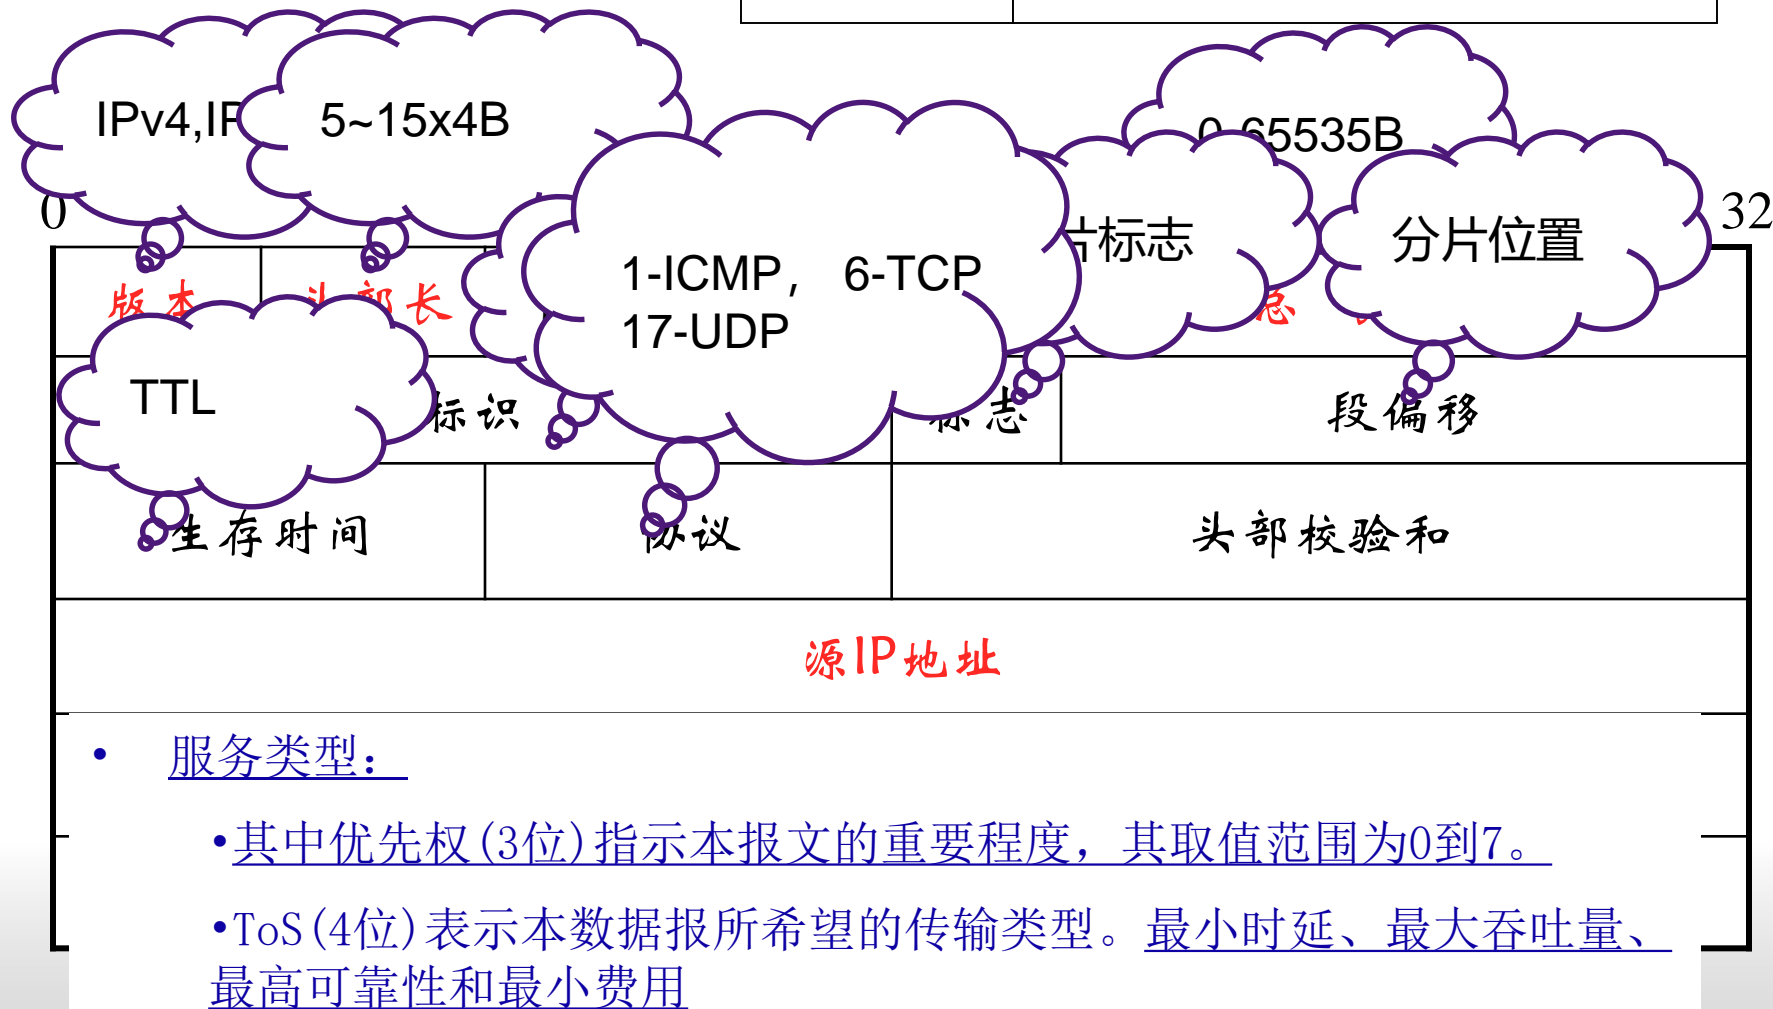 IPv4,IP
5~15x4B
0-65535B
1-ICMP， 6-TCP
17-UDP
片标志
分片位置
0
32
版本
头部长
总
TTL
标识
标志
段偏移
生存时间
协议
头部校验和
源IP地址
• 服务类型：
•其中优先权(3位)指示本报文的重要程度，其取值范围为0到7。
•ToS(4位)表示本数据报所希望的传输类型。最小时延、最大吞吐量、
最高可靠性和最小费用